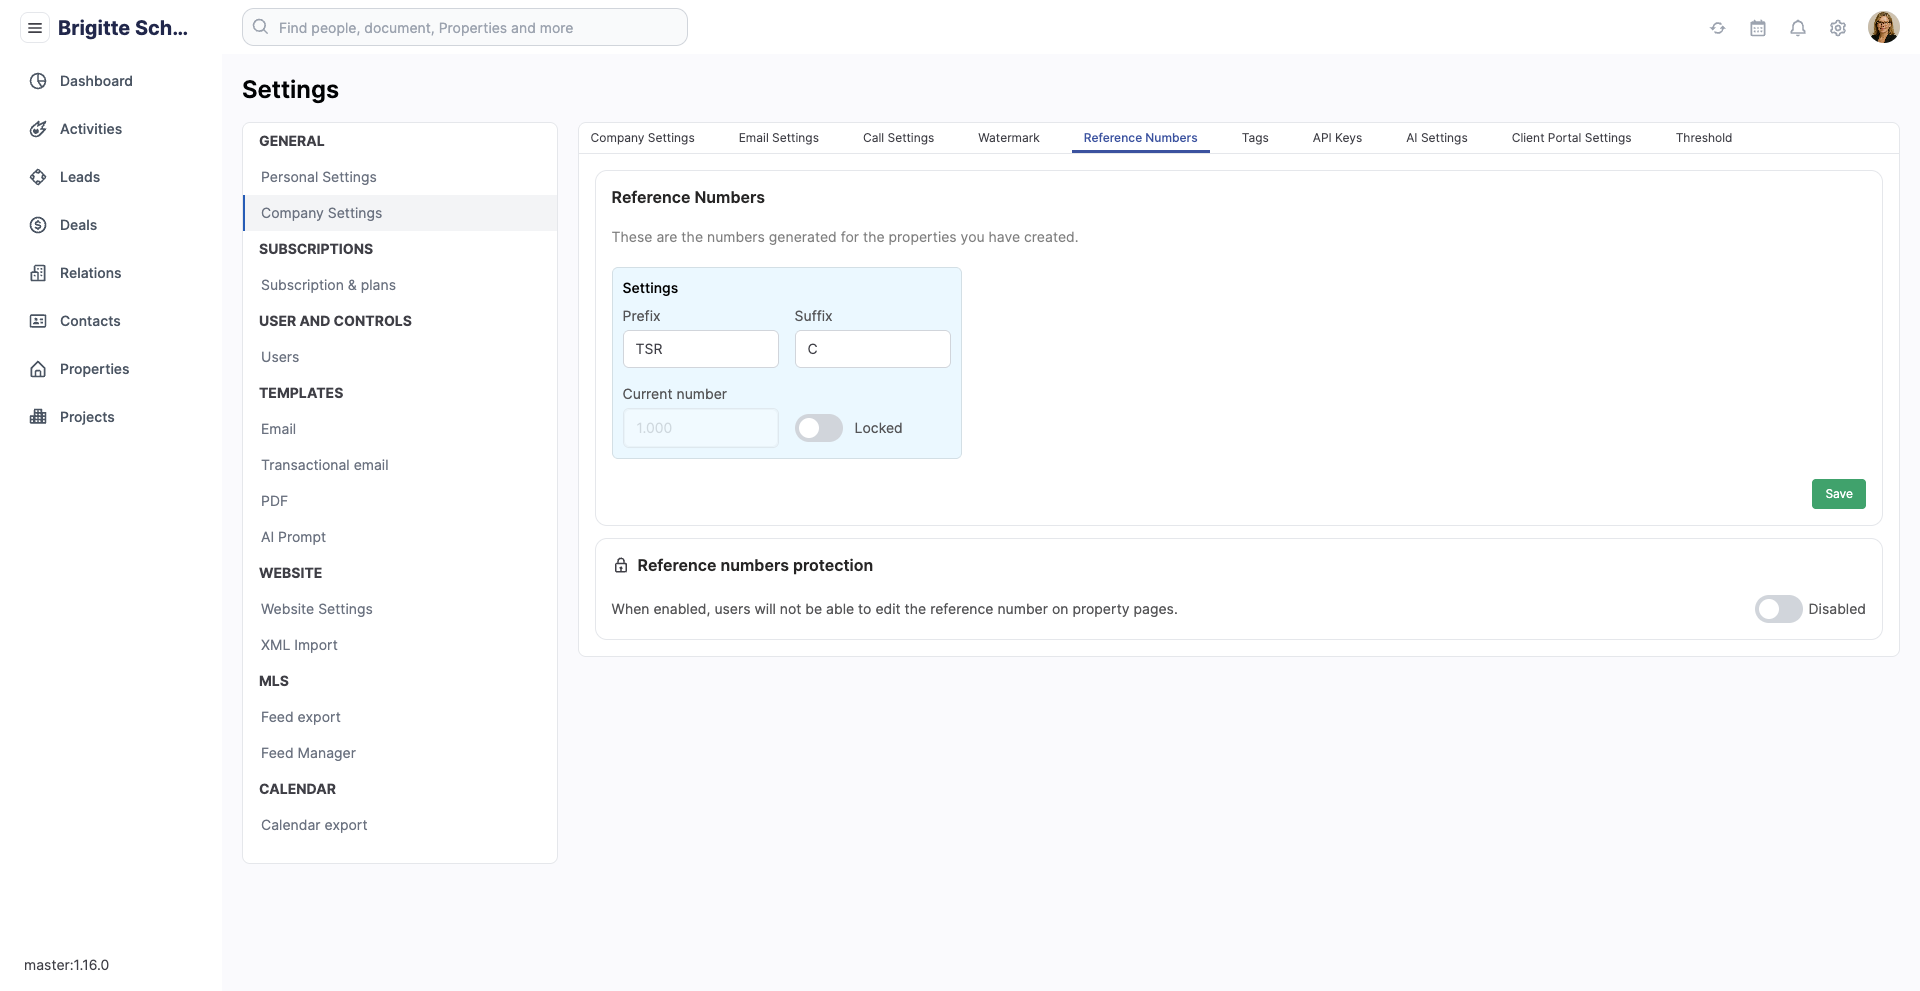 Brigitte Sch...
Find people, document, Properties and more
Dashboard
Activities
Leads
Deals
Relations
Contacts
Properties
Projects
master:1.16.0
Settings
GENERAL
Personal Settings
Company Settings
SUBSCRIPTIONS
Subscription & plans
USER AND CONTROLS
Users
TEMPLATES
Email
Transactional email
PDF
AI Prompt
WEBSITE
Website Settings
XML Import
MLS
Feed export
Feed Manager
CALENDAR
Calendar export
Company Settings Email Settings Call Settings Watermark Reference Numbers Tags API Keys AI Settings Client Portal Settings Threshold
Reference Numbers
These are the numbers generated for the properties you have created.
Settings
Prefix Suffix
TSR C
Current number
1.000 Locked
Save
Reference numbers protection
When enabled, users will not be able to edit the reference number on property pages. Disabled